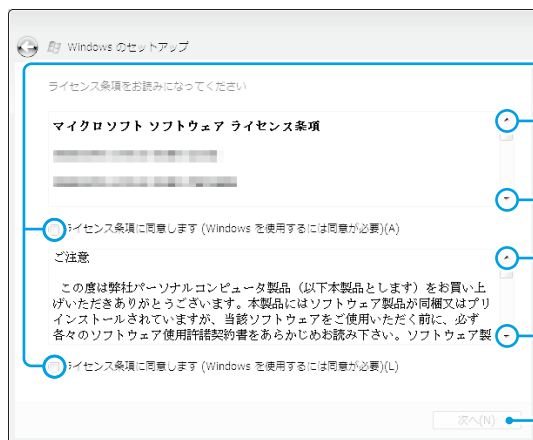 Windows のセットアップ
ライセンス条項をお読みになってください
マイクロソフト ソフトウェア ライセンス条項
ライセンス条項に同意します (Windows を使用するには同意が必要)(A)
ご注意
この度は弊社パーソナルコンピュータ製品（以下本製品とします）をお買い上
げいただきありがとうございます。本製品にはソフトウェア製品が同梱又はプリ
インストールされていますが、当該ソフトウェアをご使用いただく前に、必ず
各々のソフトウェア使用許諾契約書をあらかじめお読み下さい。ソフトウェア製
ライセンス条項に同意します (Windows を使用するには同意が必要)(L)
次へ(N)